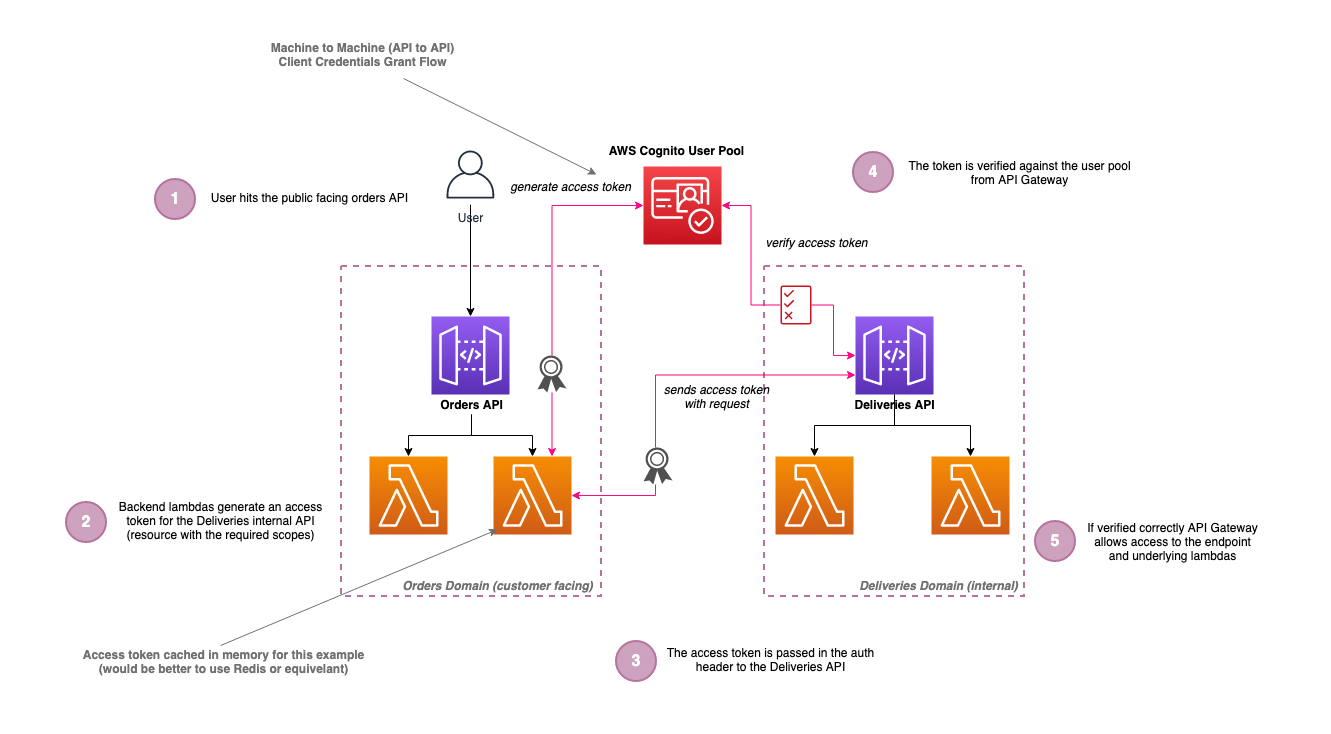 Machine to Machine (API to API)
Client Credentials Grant Flow
AWS Cognito User Pool
4
The token is verified against the user pool
from API Gateway
1
User hits the public facing orders API
generate access token
User
verify access token
</>
</>
sends access token
with request
Orders API
Deliveries API
2
Backend lambdas generate an access
token for the Deliveries internal API
(resource with the required scopes)
5
If verified correctly API Gateway
allows access to the endpoint
and underlying lambdas
Orders Domain (customer facing)
Deliveries Domain (internal)
Access token cached in memory for this example
(would be better to use Redis or equivelant)
3
The access token is passed in the auth
header to the Deliveries API